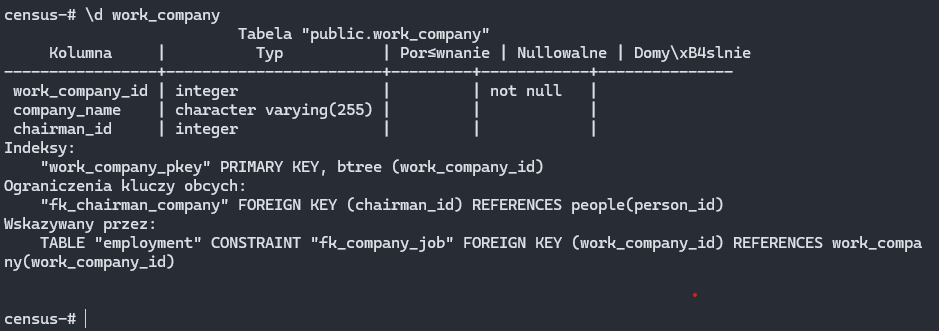 census-# \d work_company
Tabela "public.work_company"
Kolumna | Typ | Por≤wnanie | Nullowalne | Domy\xB4slnie
-----------------+------------------------+---------+------------+---------------
work_company_id | integer | | not null |
company_name | character varying(255) | | |
chairman_id | integer | | |
Indeksy:
"work_company_pkey" PRIMARY KEY, btree (work_company_id)
Ograniczenia kluczy obcych:
"fk_chairman_company" FOREIGN KEY (chairman_id) REFERENCES people(person_id)
Wskazywany przez:
TABLE "employment" CONSTRAINT "fk_company_job" FOREIGN KEY (work_company_id) REFERENCES work_compa
ny(work_company_id)
census-#